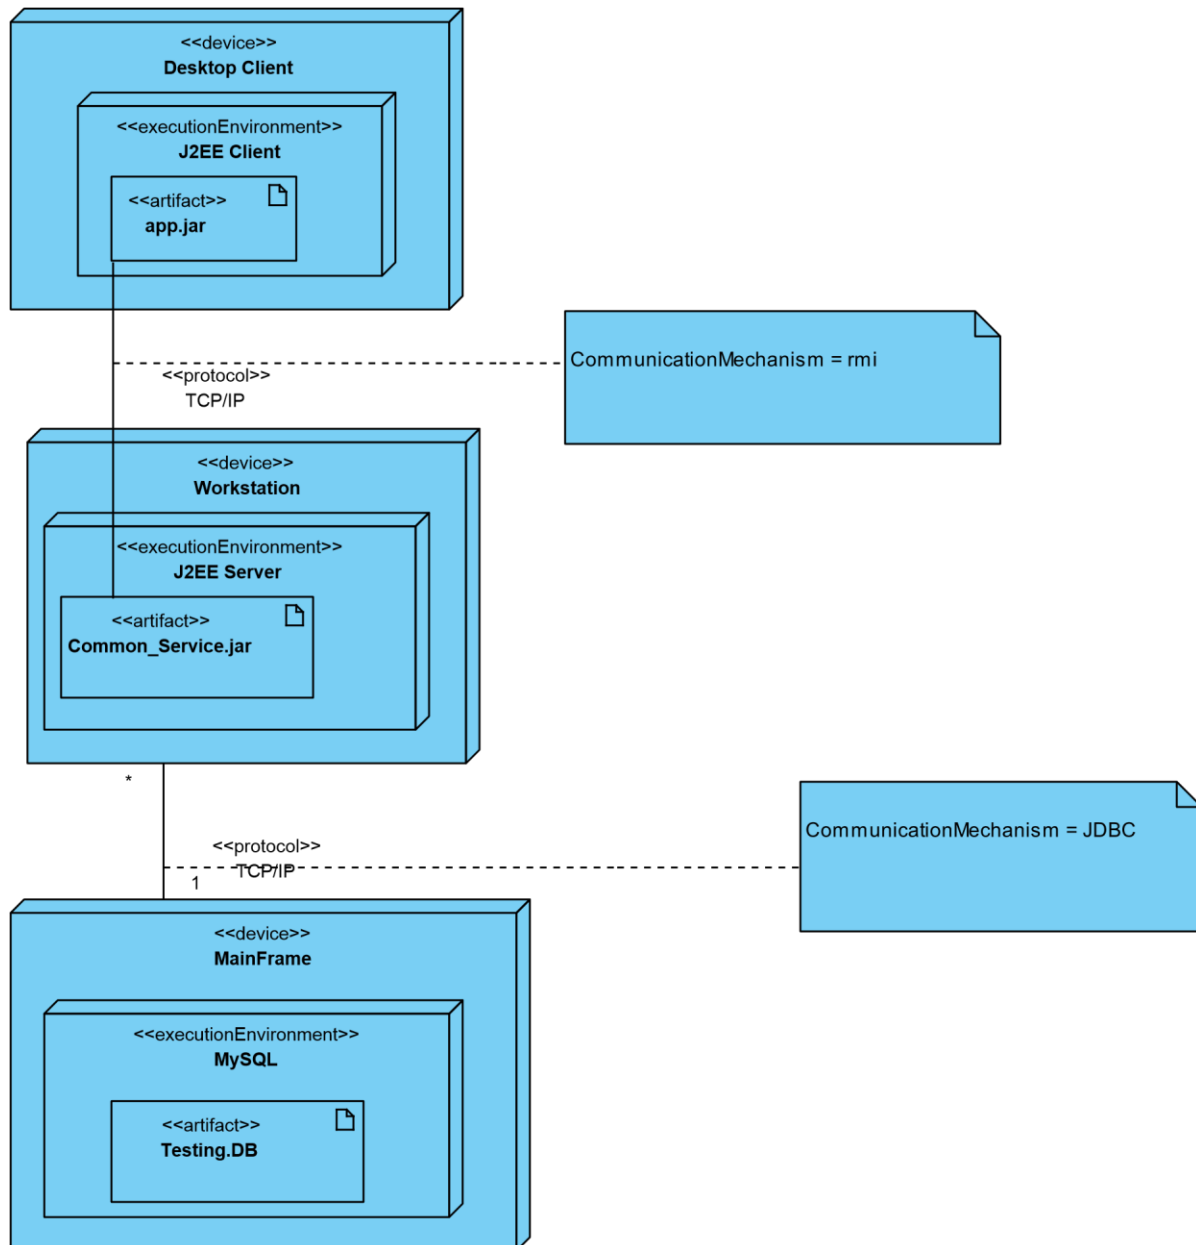 <<device>>
Desktop Client
<<executionEnvironment>>
J2EE Client
<<artifact>>
app.jar
CommunicationMechanism = rmi
<<protocol>>
TCP/IP
<<device>>
Workstation
<<executionEnvironment>>
J2EE Server
<<artifact>>
Common_Service.jar
*
CommunicationMechanism = JDBC
<<protocol>>
TCP/IP
1
<<device>>
MainFrame
<<executionEnvironment>>
MySQL
<<artifact>>
Testing.DB